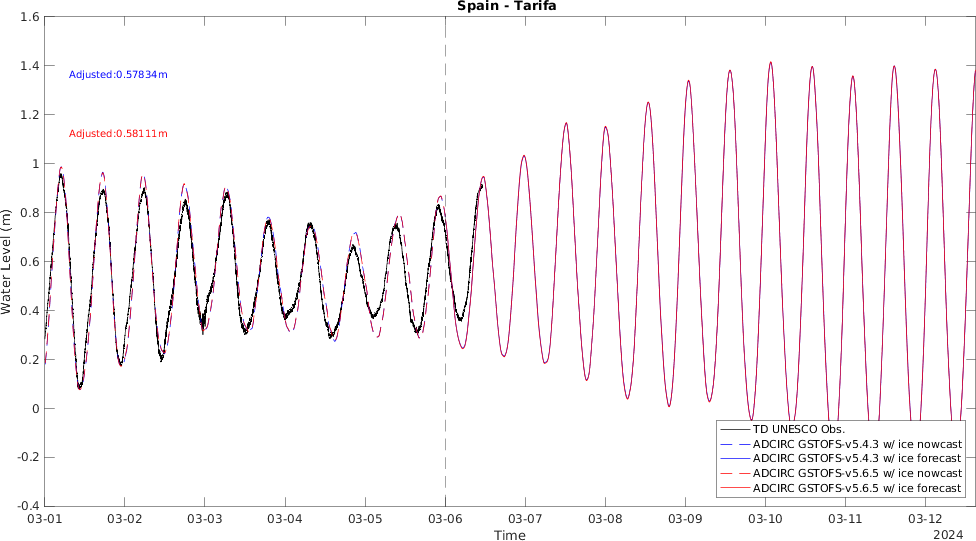 Spain - Tarifa
1.6
1.4
1.2
1
0.8
0.6
0.4
0.2
0
-0.2
-0.4
Water Level (m)
Adjusted:0.57834m
Adjusted:0.58111m
TD UNESCO Obs.
ADCIRC GSTOFS-v5.4.3 w/ ice nowcast
ADCIRC GSTOFS-v5.4.3 w/ ice forecast
ADCIRC GSTOFS-v5.6.5 w/ ice nowcast
ADCIRC GSTOFS-v5.6.5 w/ ice forecast
03-01 03-02 03-03 03-04 03-05 03-06 03-07 03-08 03-09 03-10 03-11 03-12
Time
2024